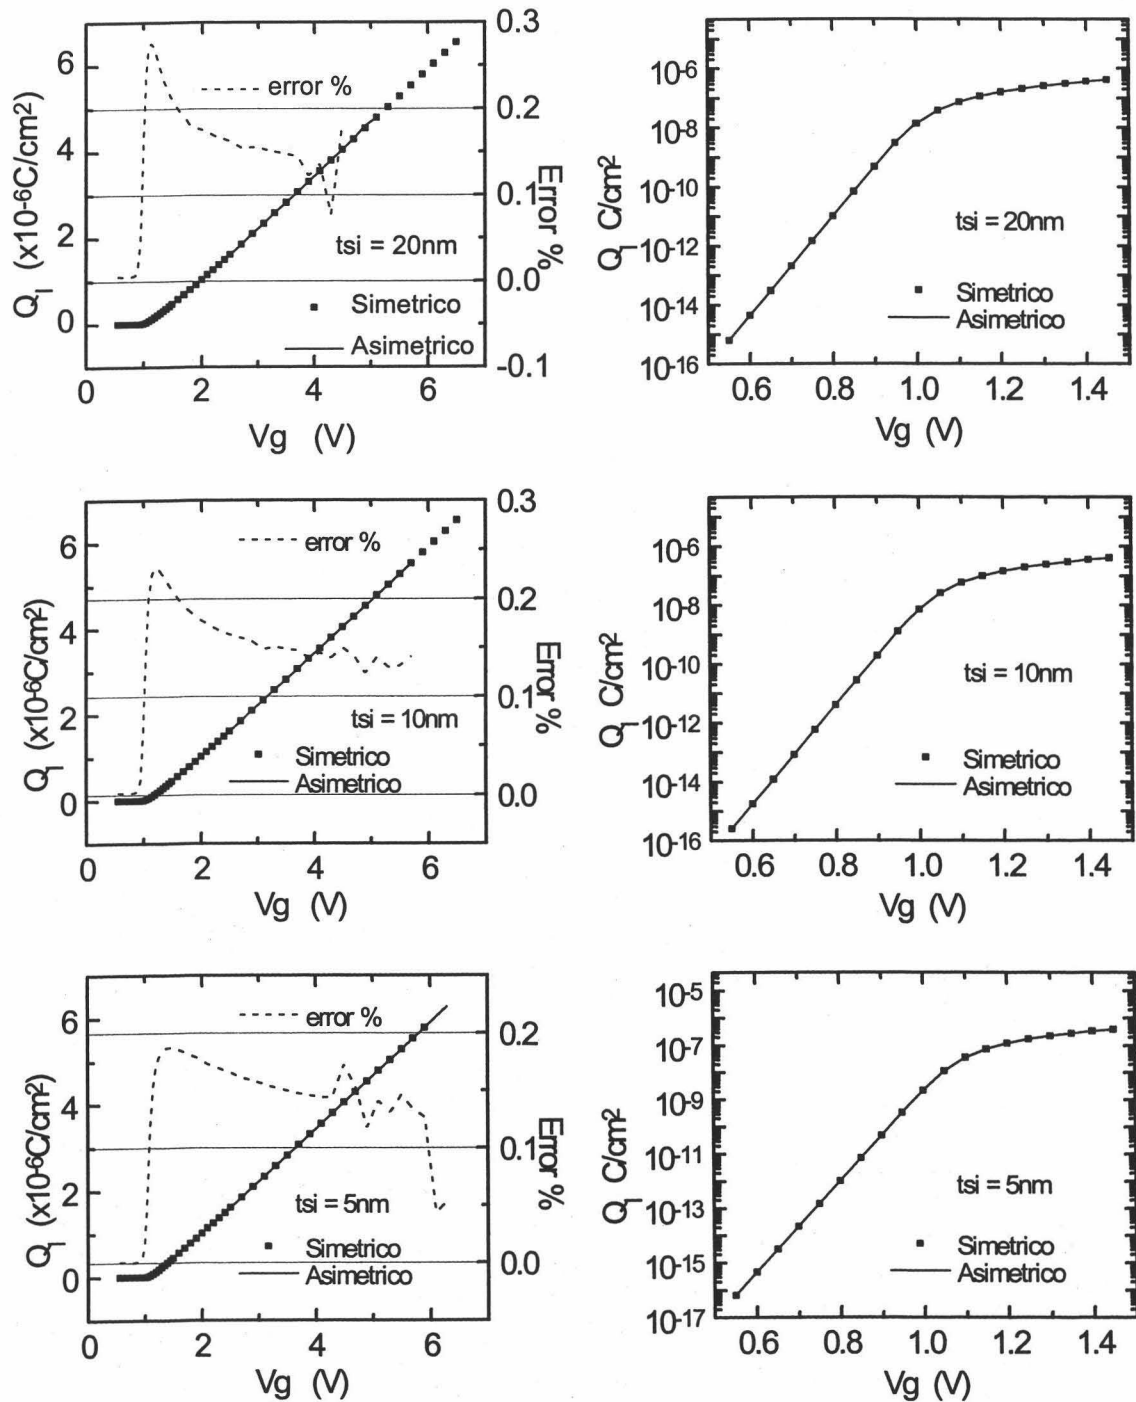 0.3
6
error %
0.2
Q_I (x10^-6C/cm^2)
4
0.1
Error %
2
tsi = 20nm
0.0
Simetrico
0
Asimetrico
-0.1
0 2 4 6
Vg (V)
10^-6
10^-8
10^-10
Q_I C/cm^2
tsi = 20nm
10^-12
Simetrico
10^-14
Asimetrico
10^-16
0.6 0.8 1.0 1.2 1.4
Vg (V)
0.3
6
error %
0.2
Q_I (x10^-6C/cm^2)
4
0.1
Error %
2
tsi = 10nm
Simetrico
Asimetrico
0
0.0
0 2 4 6
Vg (V)
10^-6
10^-8
10^-10
Q_I C/cm^2
tsi = 10nm
10^-12
Simetrico
10^-14
Asimetrico
10^-16
0.6 0.8 1.0 1.2 1.4
Vg (V)
6
error %
0.2
Q_I (x10^-6C/cm^2)
4
0.1
Error %
2
tsi = 5nm
Simetrico
Asimetrico
0
0.0
0 2 4 6
Vg (V)
10^-5
10^-7
10^-9
Q_I C/cm^2
10^-11
tsi = 5nm
10^-13
Simetrico
10^-15
Asimetrico
10^-17
0.6 0.8 1.0 1.2 1.4
Vg (V)